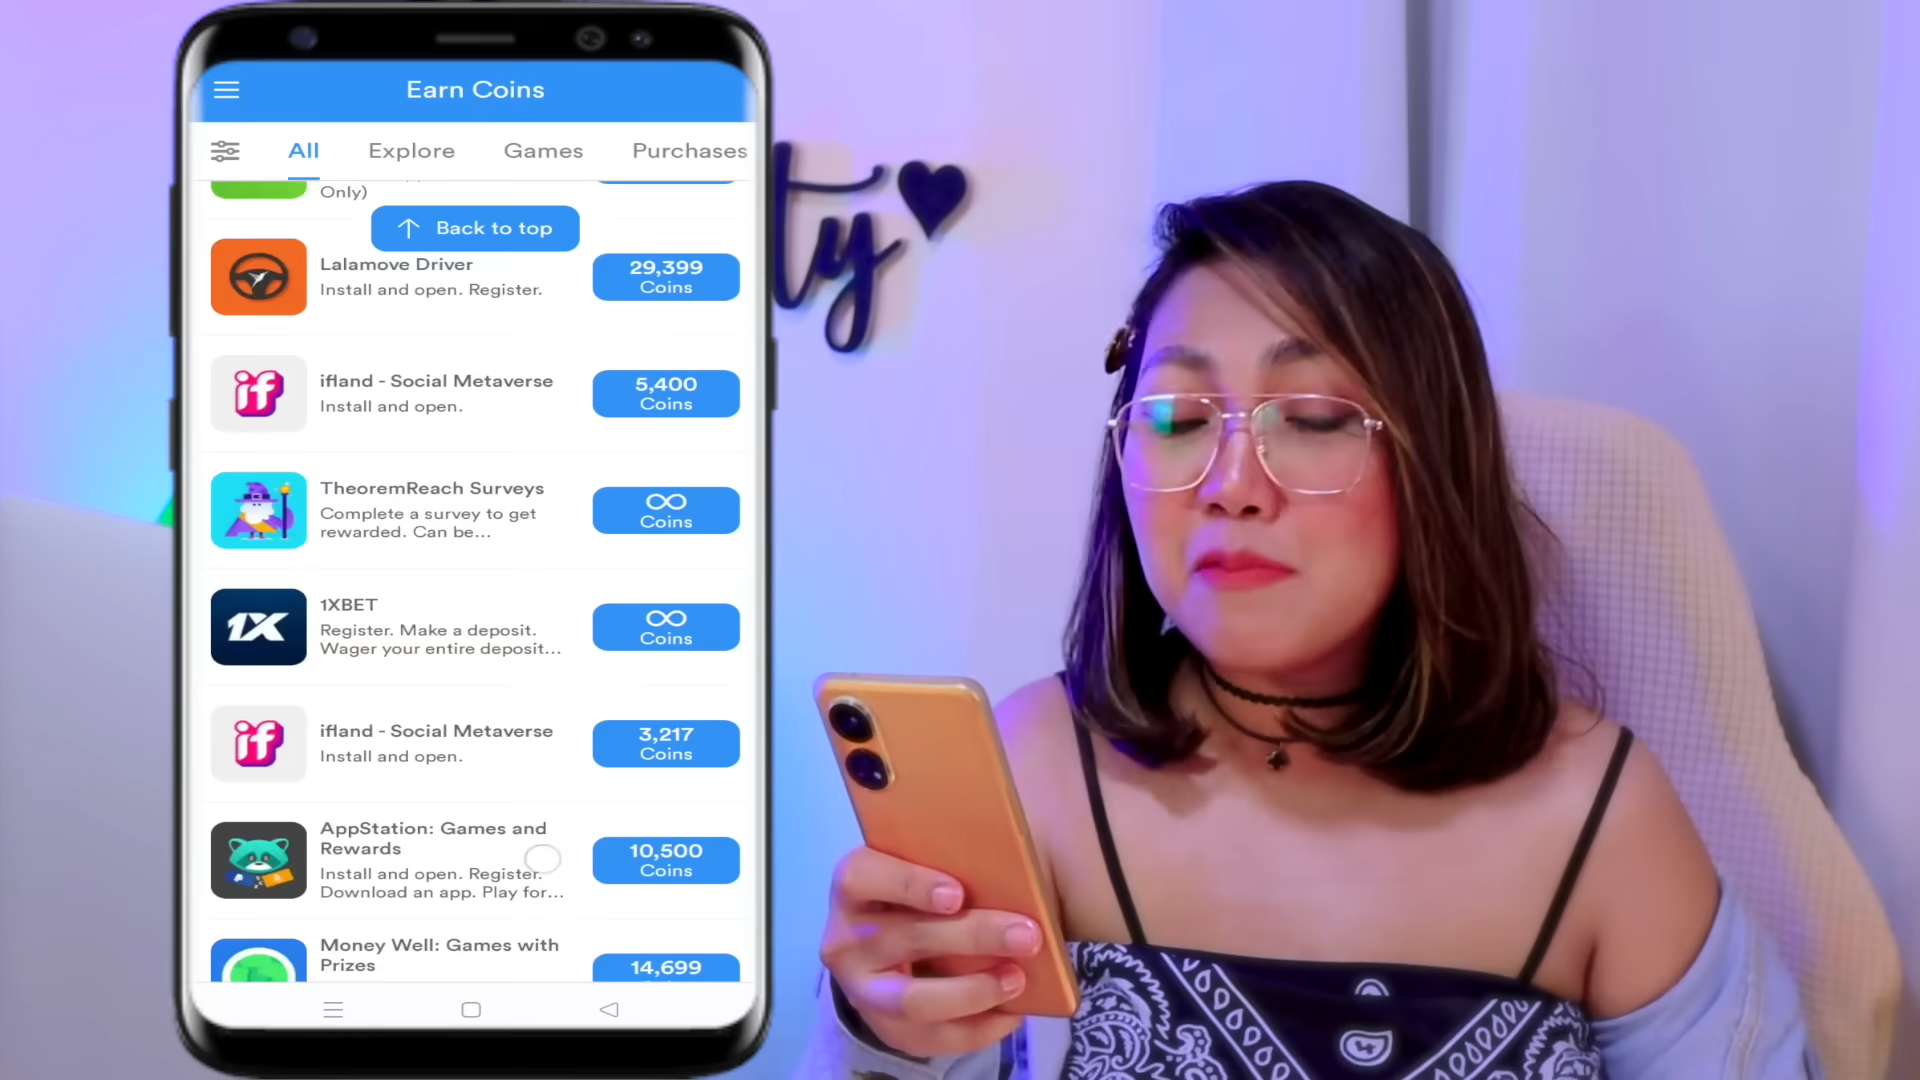 Earn Coins
All Explore Games Purchases
Only)
Back to top
Lalamove Driver
Install and open. Register.
29,399
Coins
if
ifland - Social Metaverse
Install and open.
5,400
Coins
TheoremReach Surveys
Complete a survey to get
rewarded. Can be...
∞
Coins
1X
1XBET
Register. Make a deposit.
Wager your entire deposit...
∞
Coins
if
ifland - Social Metaverse
Install and open.
3,217
Coins
AppStation: Games and
Rewards
Install and open. Register.
Download an app. Play for...
10,500
Coins
Money Well: Games with
Prizes
14,699
ty